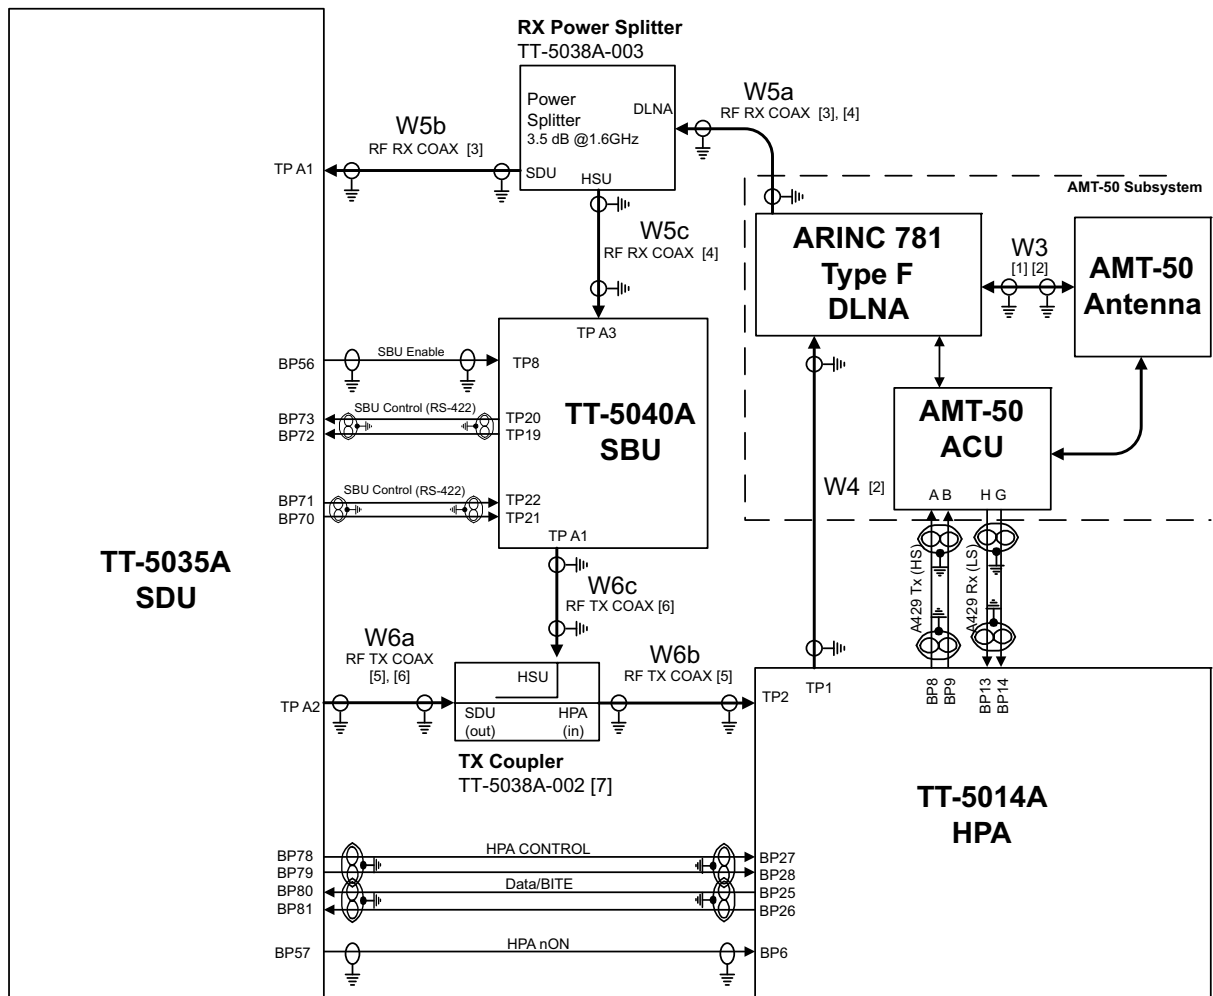 RX Power Splitter
TT-5038A-003
Power
Splitter
3.5 dB @1.6GHz
DLNA
SDU
HSU
W5a
RF RX COAX [3], [4]
W5b
RF RX COAX [3]
TP A1
W5c
RF RX COAX [4]
AMT-50 Subsystem
ARINC 781
Type F
DLNA
W3
[1] [2]
AMT-50
Antenna
TP A3
BP56
SBU Enable
TP8
BP73
SBU Control (RS-422)
TP20
BP72
TP19
TT-5040A
SBU
AMT-50
ACU
A B H G
W4 [2]
BP71
SBU Control (RS-422)
TP22
BP70
TP21
TP A1
TT-5035A
SDU
A429 Tx (HS)
A429 Rx (LS)
W6c
RF TX COAX [6]
W6a
RF TX COAX
[5], [6]
W6b
RF TX COAX [5]
TP A2
HSU
SDU
(out)
HPA
(in)
TP2
TP1
BP8
BP9
BP13
BP14
TX Coupler
TT-5038A-002 [7]
TT-5014A
HPA
BP78
HPA CONTROL
BP27
BP79
BP28
BP80
Data/BITE
BP25
BP81
BP26
BP57
HPA nON
BP6